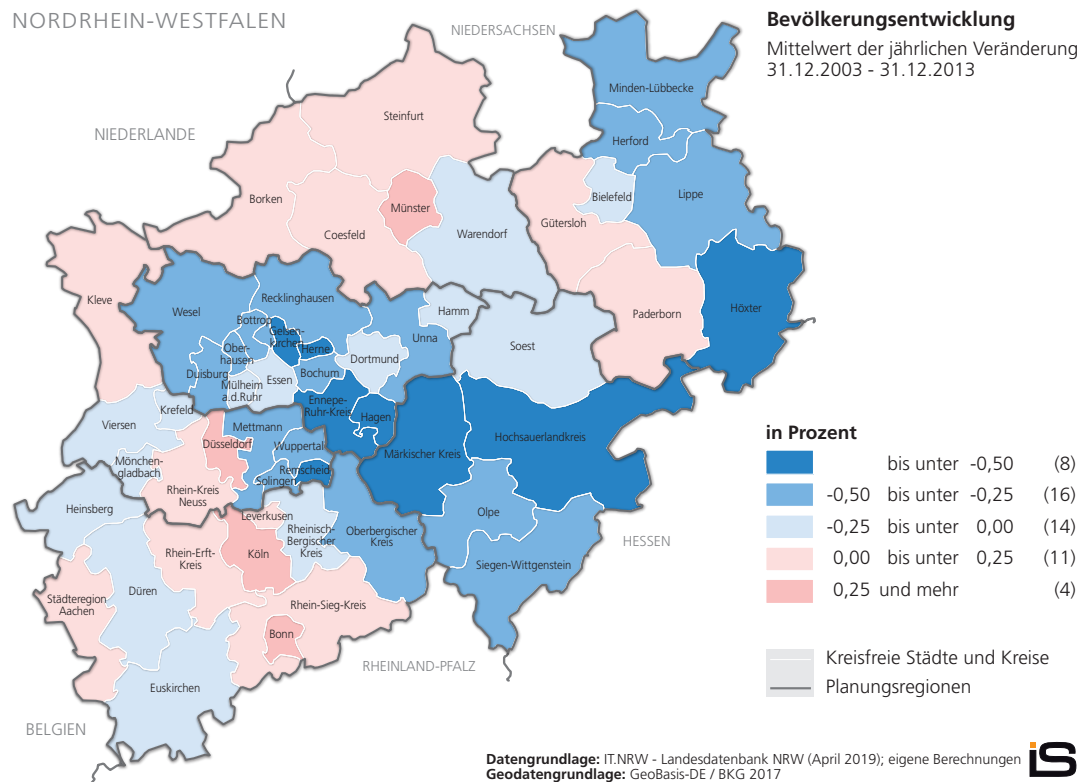 NORDRHEIN-WESTFALEN
NIEDERSACHSEN
NIEDERLANDE
HESSEN
RHEINLAND-PFALZ
BELGIEN
Bevölkerungsentwicklung
Mittelwert der jährlichen Veränderung
31.12.2003 - 31.12.2013
Minden-Lübbecke
Steinfurt
Herford
Borken
Münster
Bielefeld
Lippe
Coesfeld
Warendorf
Gütersloh
Kleve
Wesel
Recklinghausen
Höxter
Paderborn
Bottrop
Gelsen-
kirchen
Herne
Hamm
Unna
Soest
Ober-
hausen
Dortmund
Duisburg
Mülheim
a.d.Ruhr
Essen
Bochum
Ennepe-
Ruhr-Kreis
Hagen
Krefeld
Viersen
Mettmann
Düsseldorf
Wuppertal
Märkischer Kreis
Hochsauerlandkreis
Mönchen-
gladbach
Remscheid
Solingen
Rhein-Kreis
Neuss
Heinsberg
Leverkusen
Rheinisch-
Bergischer
Kreis
Oberbergischer
Kreis
Olpe
Rhein-Erft-
Kreis
Köln
Siegen-Wittgenstein
Städteregion
Aachen
Düren
Rhein-Sieg-Kreis
Bonn
Euskirchen
in Prozent
bis unter -0,50 (8)
-0,50 bis unter -0,25 (16)
-0,25 bis unter 0,00 (14)
0,00 bis unter 0,25 (11)
0,25 und mehr (4)
Kreisfreie Städte und Kreise
Planungsregionen
Datengrundlage: IT.NRW - Landesdatenbank NRW (April 2019); eigene Berechnungen
Geodatengrundlage: GeoBasis-DE / BKG 2017
iS